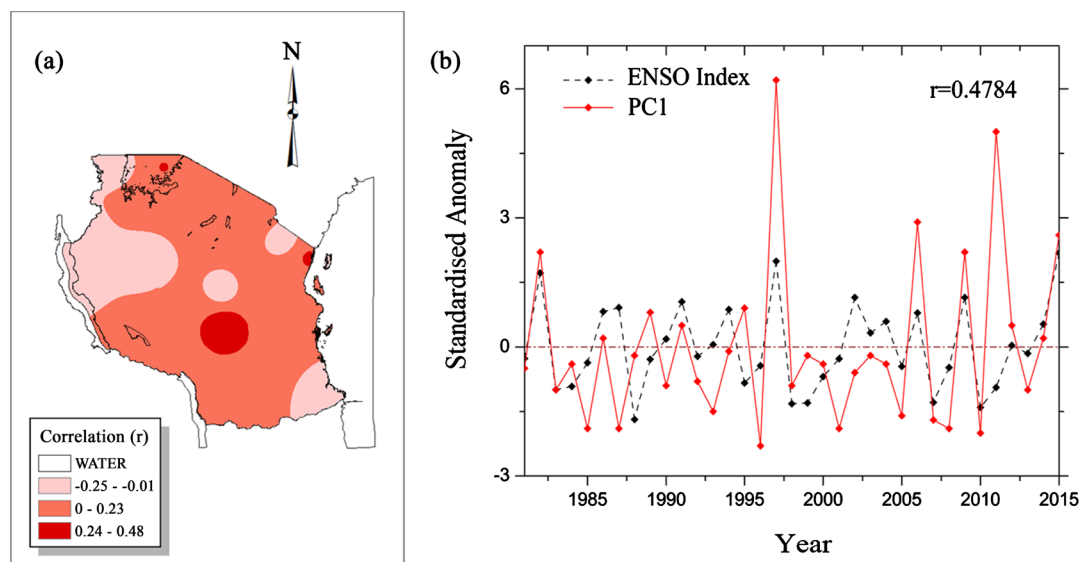 (a)
N
Correlation (r)
WATER
-0.25 - -0.01
0 - 0.23
0.24 - 0.48
(b)
ENSO Index
PC1
r=0.4784
Standardised Anomaly
6
3
0
-3
1985 1990 1995 2000 2005 2010 2015
Year